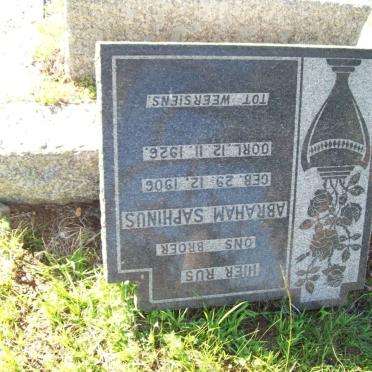 HIER RUS
ONS BROER
ABRAHAM SAPHINUS
GEB. 29. 12. 1906
OORL. 12. 11. 1926.
TOT WEERSIENS.